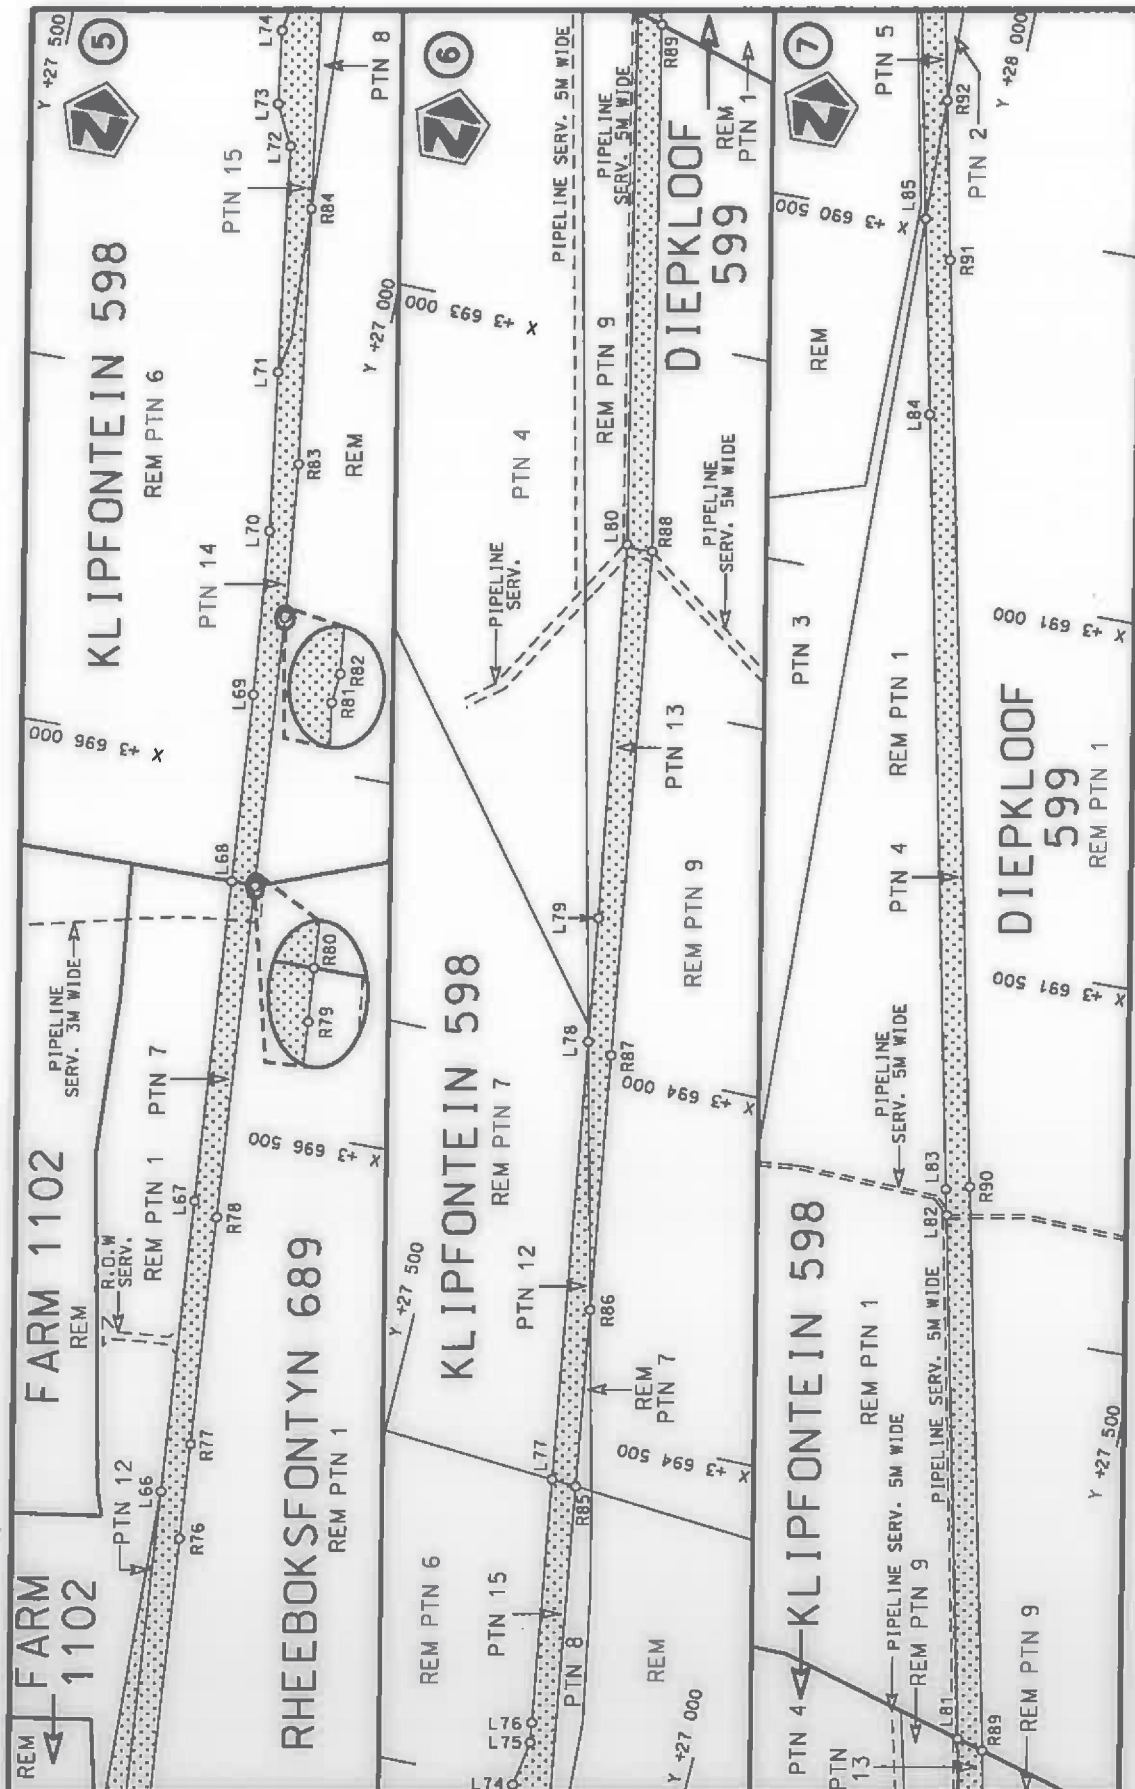 5
Y +27 500
L74
L73
L72
PTN 8
PTN 15
R84
KLIPFONTEIN 598
REM PTN 6
L71
Y +27 000
R83
REM
L70
PTN 14
R82
R81
L69
X +3 696 000
L68
R80
R79
PIPELINE
SERV. 3M WIDE
PTN 7
FARM 1102
REM
REM PTN 1
L67
R78
R.O.W
SERV.
X +3 696 500
RHEEBOKSFONTYN 689
REM PTN 1
R77
L66
PTN 12
R76
FARM
1102
REM
6
PIPELINE SERV. 5M WIDE
PIPELINE
SERV. 5M WIDE
R89
REM
PTN 1
DIEPKLOOF
599
X +3 693 000
REM PTN 9
PTN 4
L80
R88
PIPELINE
SERV. 5M WIDE
PIPELINE
SERV.
PTN 13
L79
REM PTN 9
L78
R87
X +3 694 000
KLIPFONTEIN 598
REM PTN 7
PTN 12
Y +27 500
R86
REM
PTN 7
L77
R85
X +3 694 500
REM PTN 6
PTN 15
PTN 8
REM
L76
L75
L74
Y +27 000
7
PTN 5
R92
Y +28 000
PTN 2
L85
X +3 690 500
R91
REM
L84
PTN 3
X +3 691 000
REM PTN 1
PTN 4
DIEPKLOOF
599
REM PTN 1
X +3 691 500
PIPELINE
SERV. 5M WIDE
L83
R90
L82
KLIPFONTEIN 598
REM PTN 1
PIPELINE SERV. 5M WIDE
PIPELINE SERV. 5M WIDE
REM PTN 9
Y +27 500
PTN 4
L81
R89
PTN
13
REM PTN 9